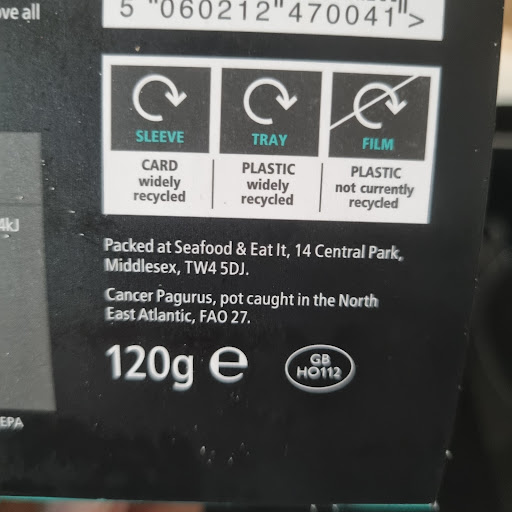 ve all
5 "060212"470041">
SLEEVE
TRAY
FILM
CARD
widely
recycled
PLASTIC
widely
recycled
PLASTIC
not currently
recycled
4kJ
Packed at Seafood & Eat It, 14 Central Park,
Middlesex, TW4 5DJ.
Cancer Pagurus, pot caught in the North
East Atlantic, FAO 27.
120g e
GB
HO112
EPA